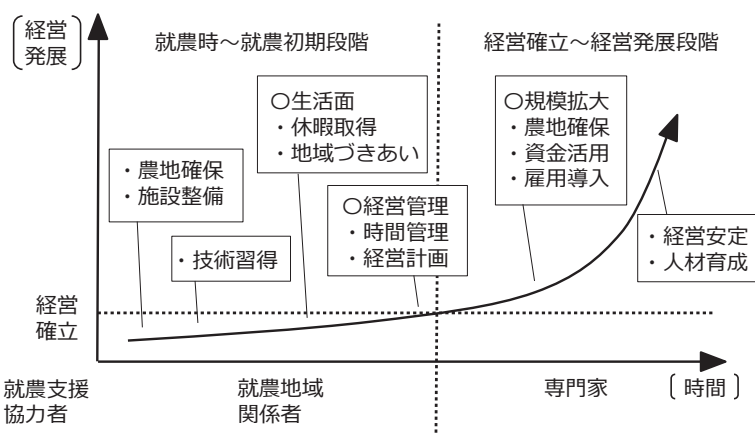 経営
発展
就農時～就農初期段階
経営確立～経営発展段階
〇生活面
・休暇取得
・地域づきあい
〇規模拡大
・農地確保
・資金活用
・雇用導入
・農地確保
・施設整備
〇経営管理
・時間管理
・経営計画
・技術習得
・経営安定
・人材育成
経営
確立
就農支援
協力者
就農地域
関係者
専門家
〔時間〕